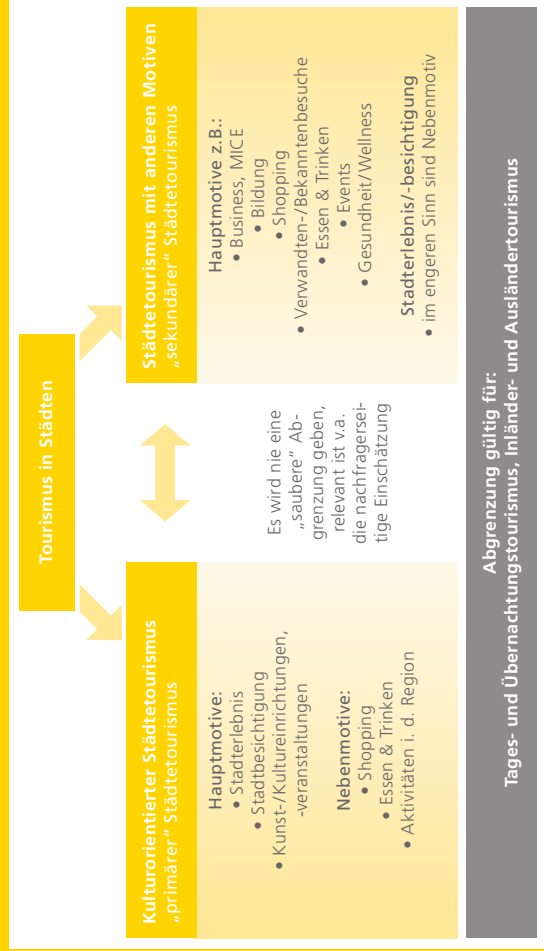 Tourismus in Städten
Kulturorientierter Städtetourismus
„primärer“ Städtetourismus
Hauptmotive:
• Stadterlebnis
• Stadtbesichtigung
• Kunst-/Kultureinrichtungen,
-veranstaltungen
Nebenmotive:
• Shopping
• Essen & Trinken
• Aktivitäten i. d. Region
Es wird nie eine
„saubere“ Ab-
grenzung geben,
relevant ist v.a.
die nachfragersei-
tige Einschätzung
Städtetourismus mit anderen Motiven
„sekundärer“ Städtetourismus
Hauptmotive z.B.:
• Business, MICE
• Bildung
• Shopping
• Verwandten-/Bekanntenbesuche
• Essen & Trinken
• Events
• Gesundheit/Wellness
Stadterlebnis/-besichtigung
• im engeren Sinn sind Nebenmotiv
Abgrenzung gültig für:
Tages- und Übernachtungstourismus, Inländer- und Ausländertourismus